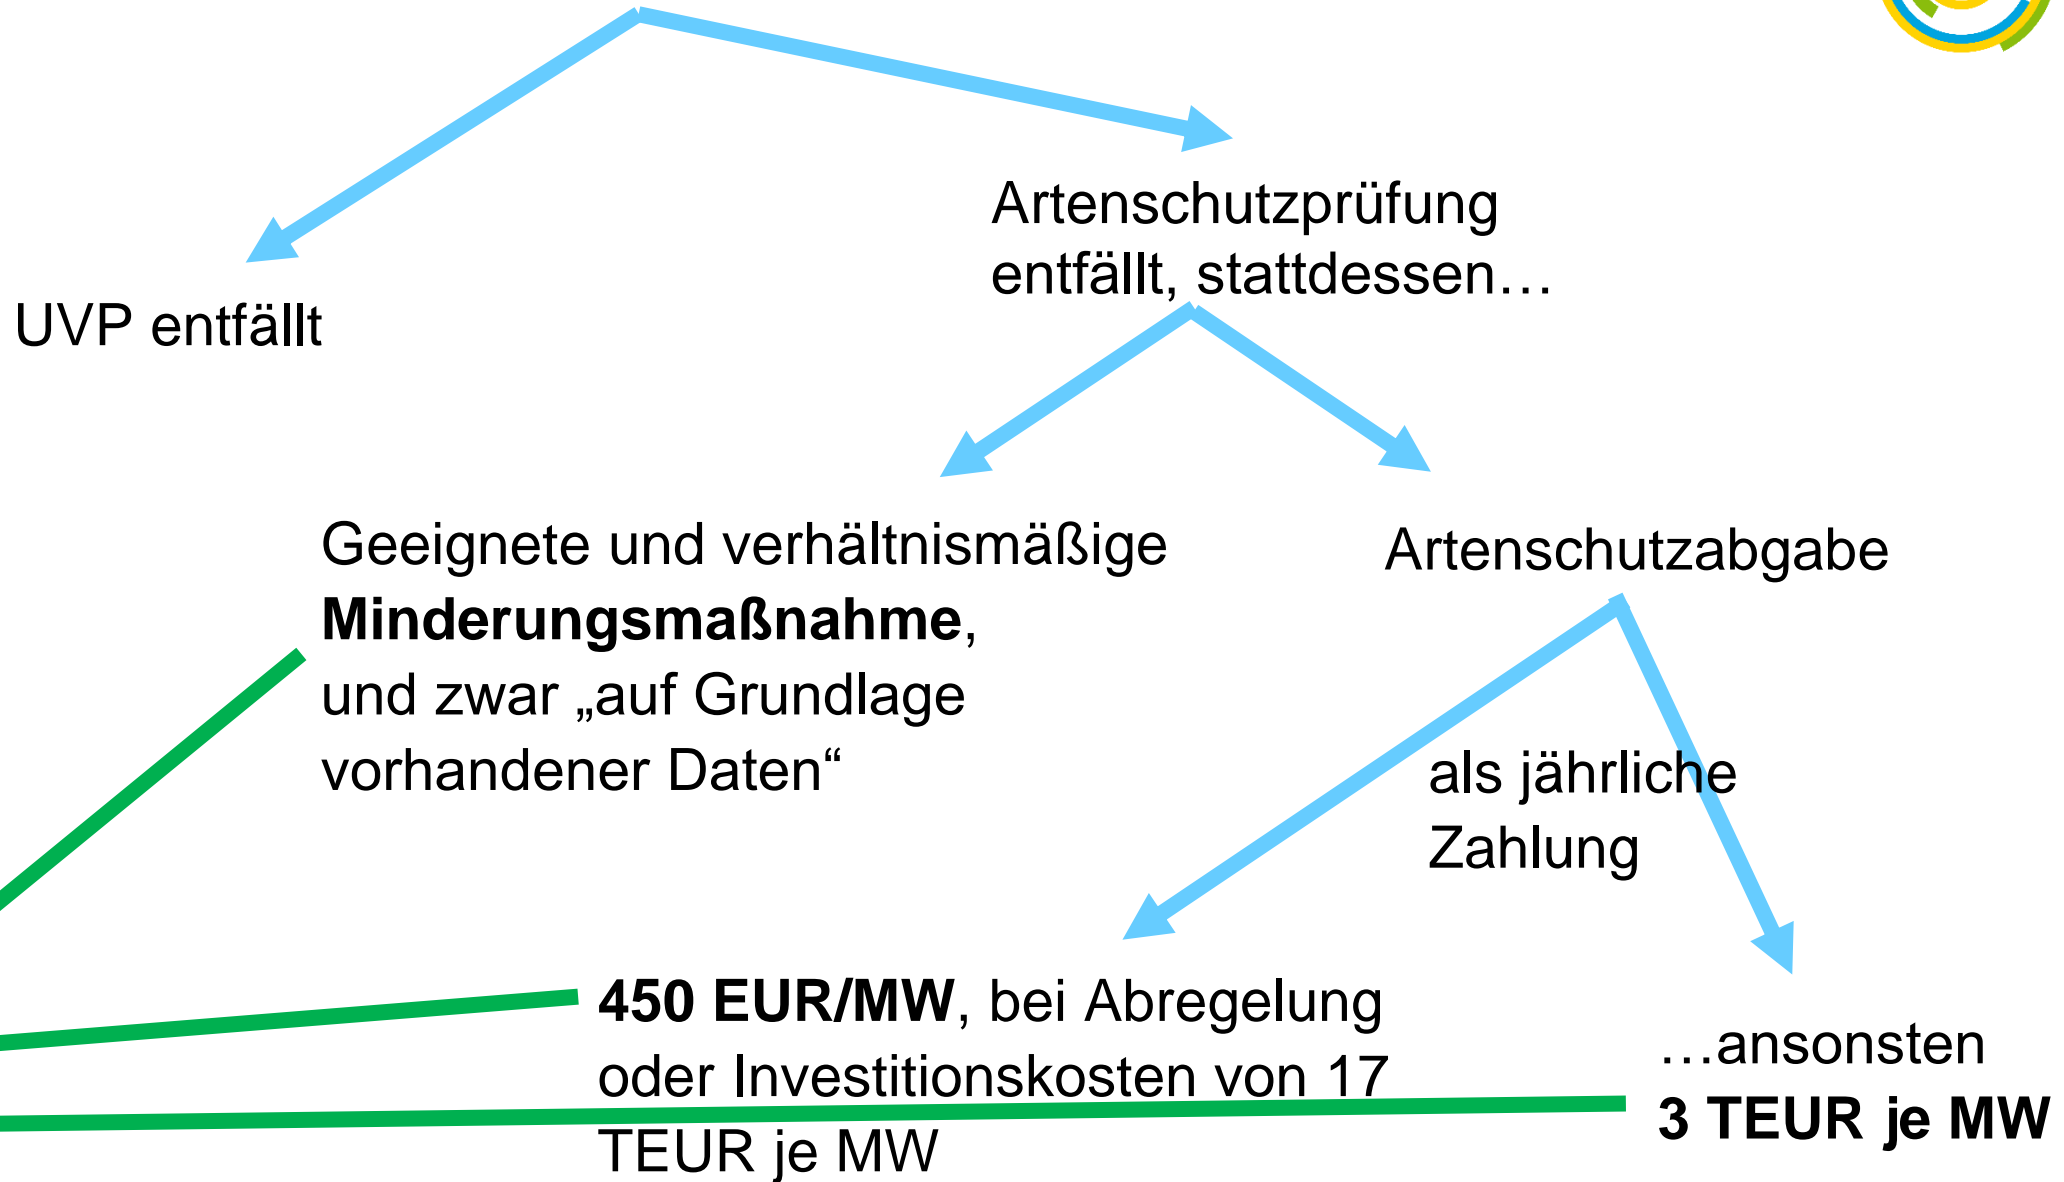 Artenschutzprüfung
entfällt, stattdessen…
UVP entfällt
Geeignete und verhältnismäßige
Minderungsmaßnahme,
und zwar „auf Grundlage
vorhandener Daten“
Artenschutzabgabe
als jährliche
Zahlung
450 EUR/MW, bei Abregelung
oder Investitionskosten von 17
TEUR je MW
…ansonsten
3 TEUR je MW